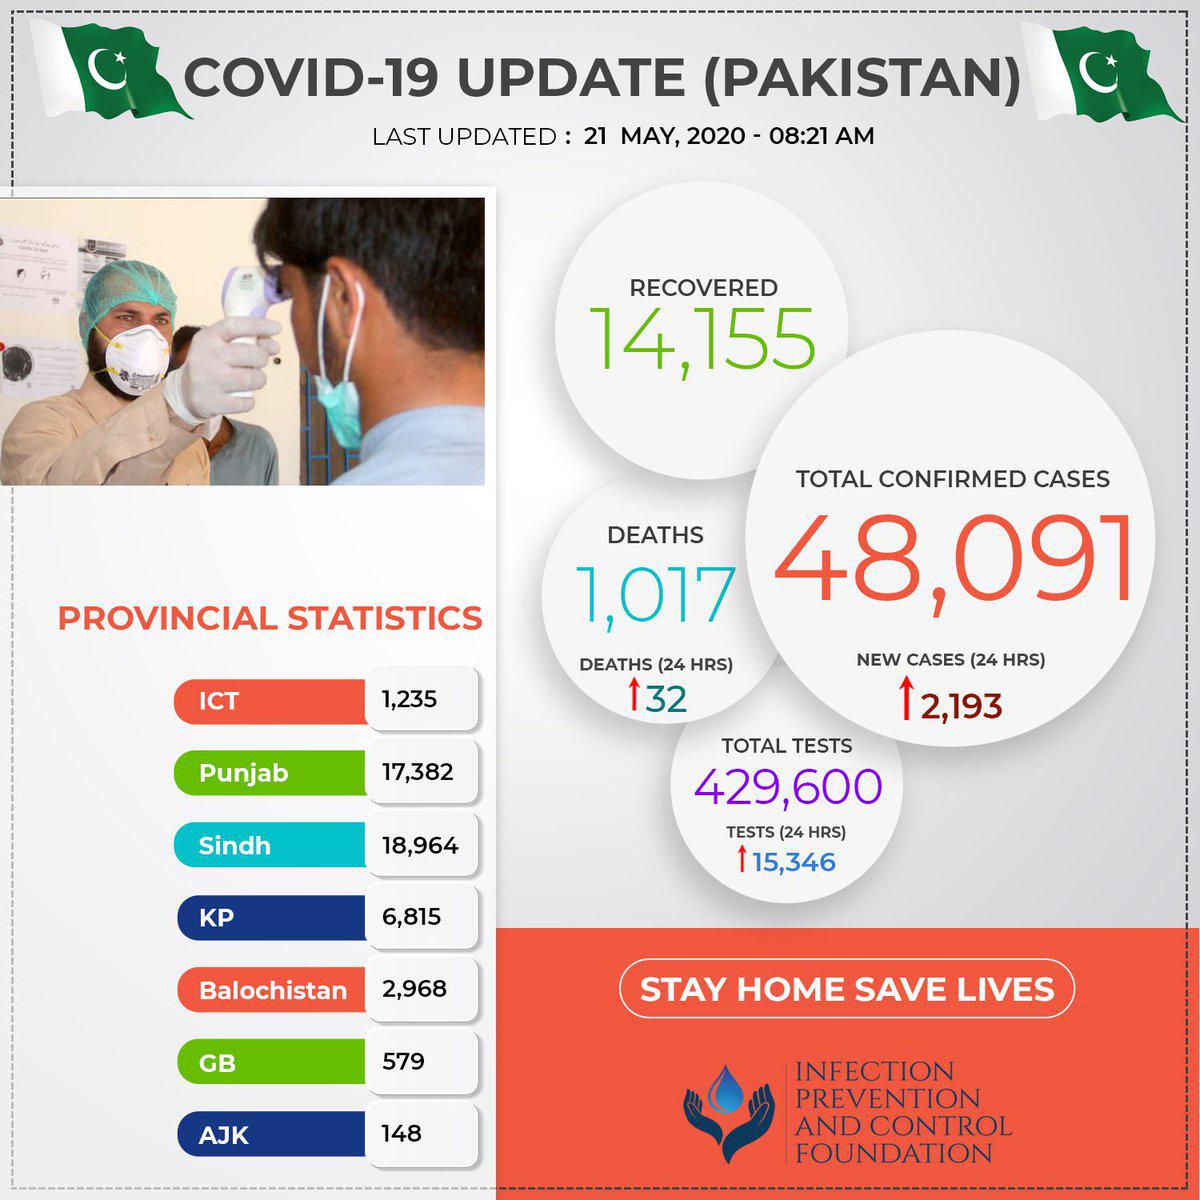 COVID-19 UPDATE (PAKISTAN)
LAST UPDATED : 21 MAY, 2020 - 08:21 AM
RECOVERED
14,155
TOTAL CONFIRMED CASES
48,091
NEW CASES (24 HRS)
2,193
DEATHS
1,017
DEATHS (24 HRS)
32
TOTAL TESTS
429,600
TESTS (24 HRS)
15,346
PROVINCIAL STATISTICS
ICT 1,235
Punjab 17,382
Sindh 18,964
KP 6,815
Balochistan 2,968
GB 579
AJK 148
STAY HOME SAVE LIVES
INFECTION
PREVENTION
AND CONTROL
FOUNDATION